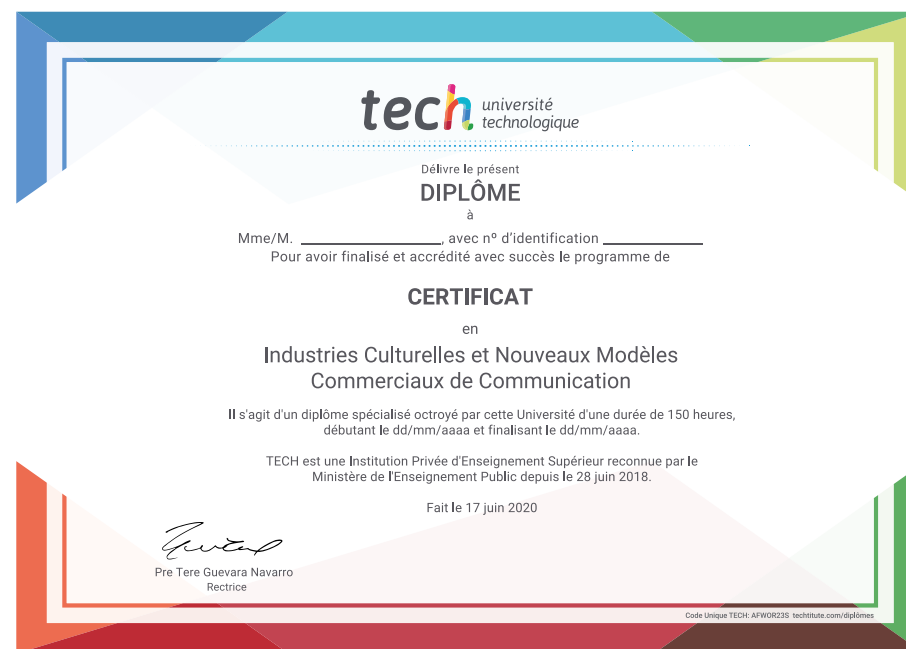 tech université
technologique
Délivre le présent
DIPLÔME
à
Mme/M. ____________________, avec nº d'identification ______________
Pour avoir finalisé et accrédité avec succès le programme de
CERTIFICAT
en
Industries Culturelles et Nouveaux Modèles
Commerciaux de Communication
Il s'agit d'un diplôme spécialisé octroyé par cette Université d'une durée de 150 heures,
débutant le dd/mm/aaaa et finalisant le dd/mm/aaaa.
TECH est une Institution Privée d'Enseignement Supérieur reconnue par le
Ministère de l'Enseignement Public depuis le 28 juin 2018.
Fait le 17 juin 2020
Pre Tere Guevara Navarro
Rectrice
Code Unique TECH: AFWOR23S techtitute.com/diplômes